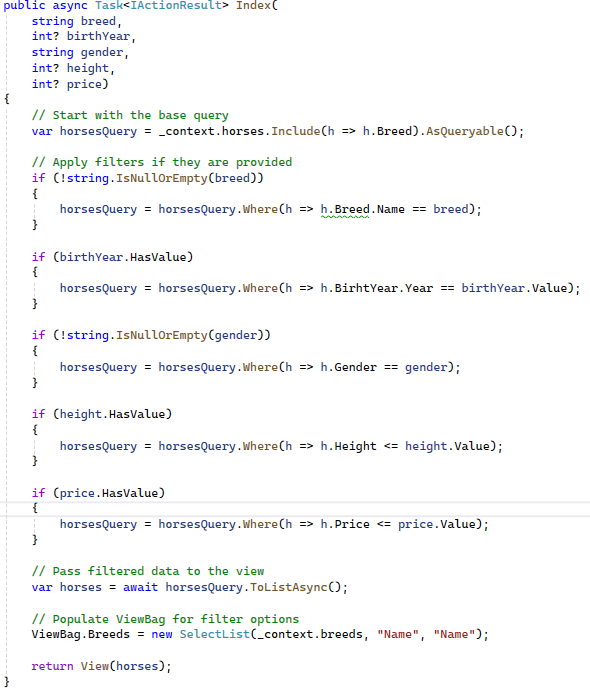 public async Task<IActionResult> Index(
    string breed,
    int? birthYear,
    string gender,
    int? height,
    int? price)
{
    // Start with the base query
    var horsesQuery = _context.horses.Include(h => h.Breed).AsQueryable();
    // Apply filters if they are provided
    if (!string.IsNullOrEmpty(breed))
    {
        horsesQuery = horsesQuery.Where(h => h.Breed.Name == breed);
    }
    if (birthYear.HasValue)
    {
        horsesQuery = horsesQuery.Where(h => h.BirhtYear.Year == birthYear.Value);
    }
    if (!string.IsNullOrEmpty(gender))
    {
        horsesQuery = horsesQuery.Where(h => h.Gender == gender);
    }
    if (height.HasValue)
    {
        horsesQuery = horsesQuery.Where(h => h.Height <= height.Value);
    }
    if (price.HasValue)
    {
        horsesQuery = horsesQuery.Where(h => h.Price <= price.Value);
    }
    // Pass filtered data to the view
    var horses = await horsesQuery.ToListAsync();
    // Populate ViewBag for filter options
    ViewBag.Breeds = new SelectList(_context.breeds, "Name", "Name");
    return View(horses);
}